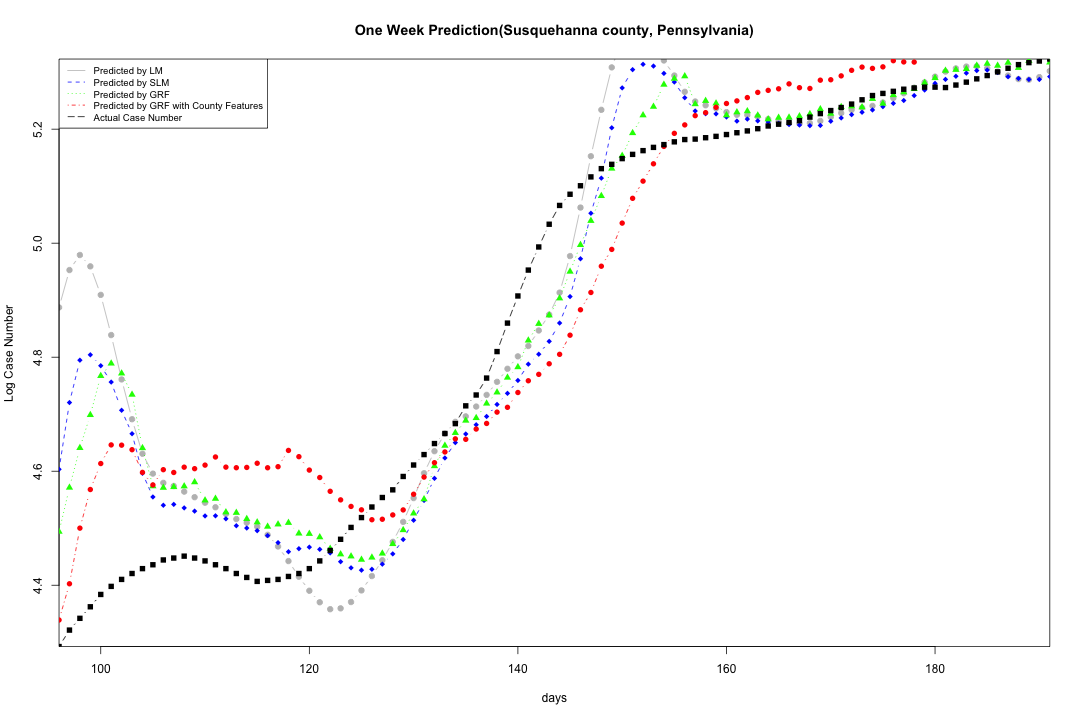 One Week Prediction(Susquehanna county, Pennsylvania)
Predicted by LM
Predicted by SLM
Predicted by GRF
Predicted by GRF with County Features
Actual Case Number
5.2
5.0
4.8
4.6
4.4
Log Case Number
100 120 140 160 180
days